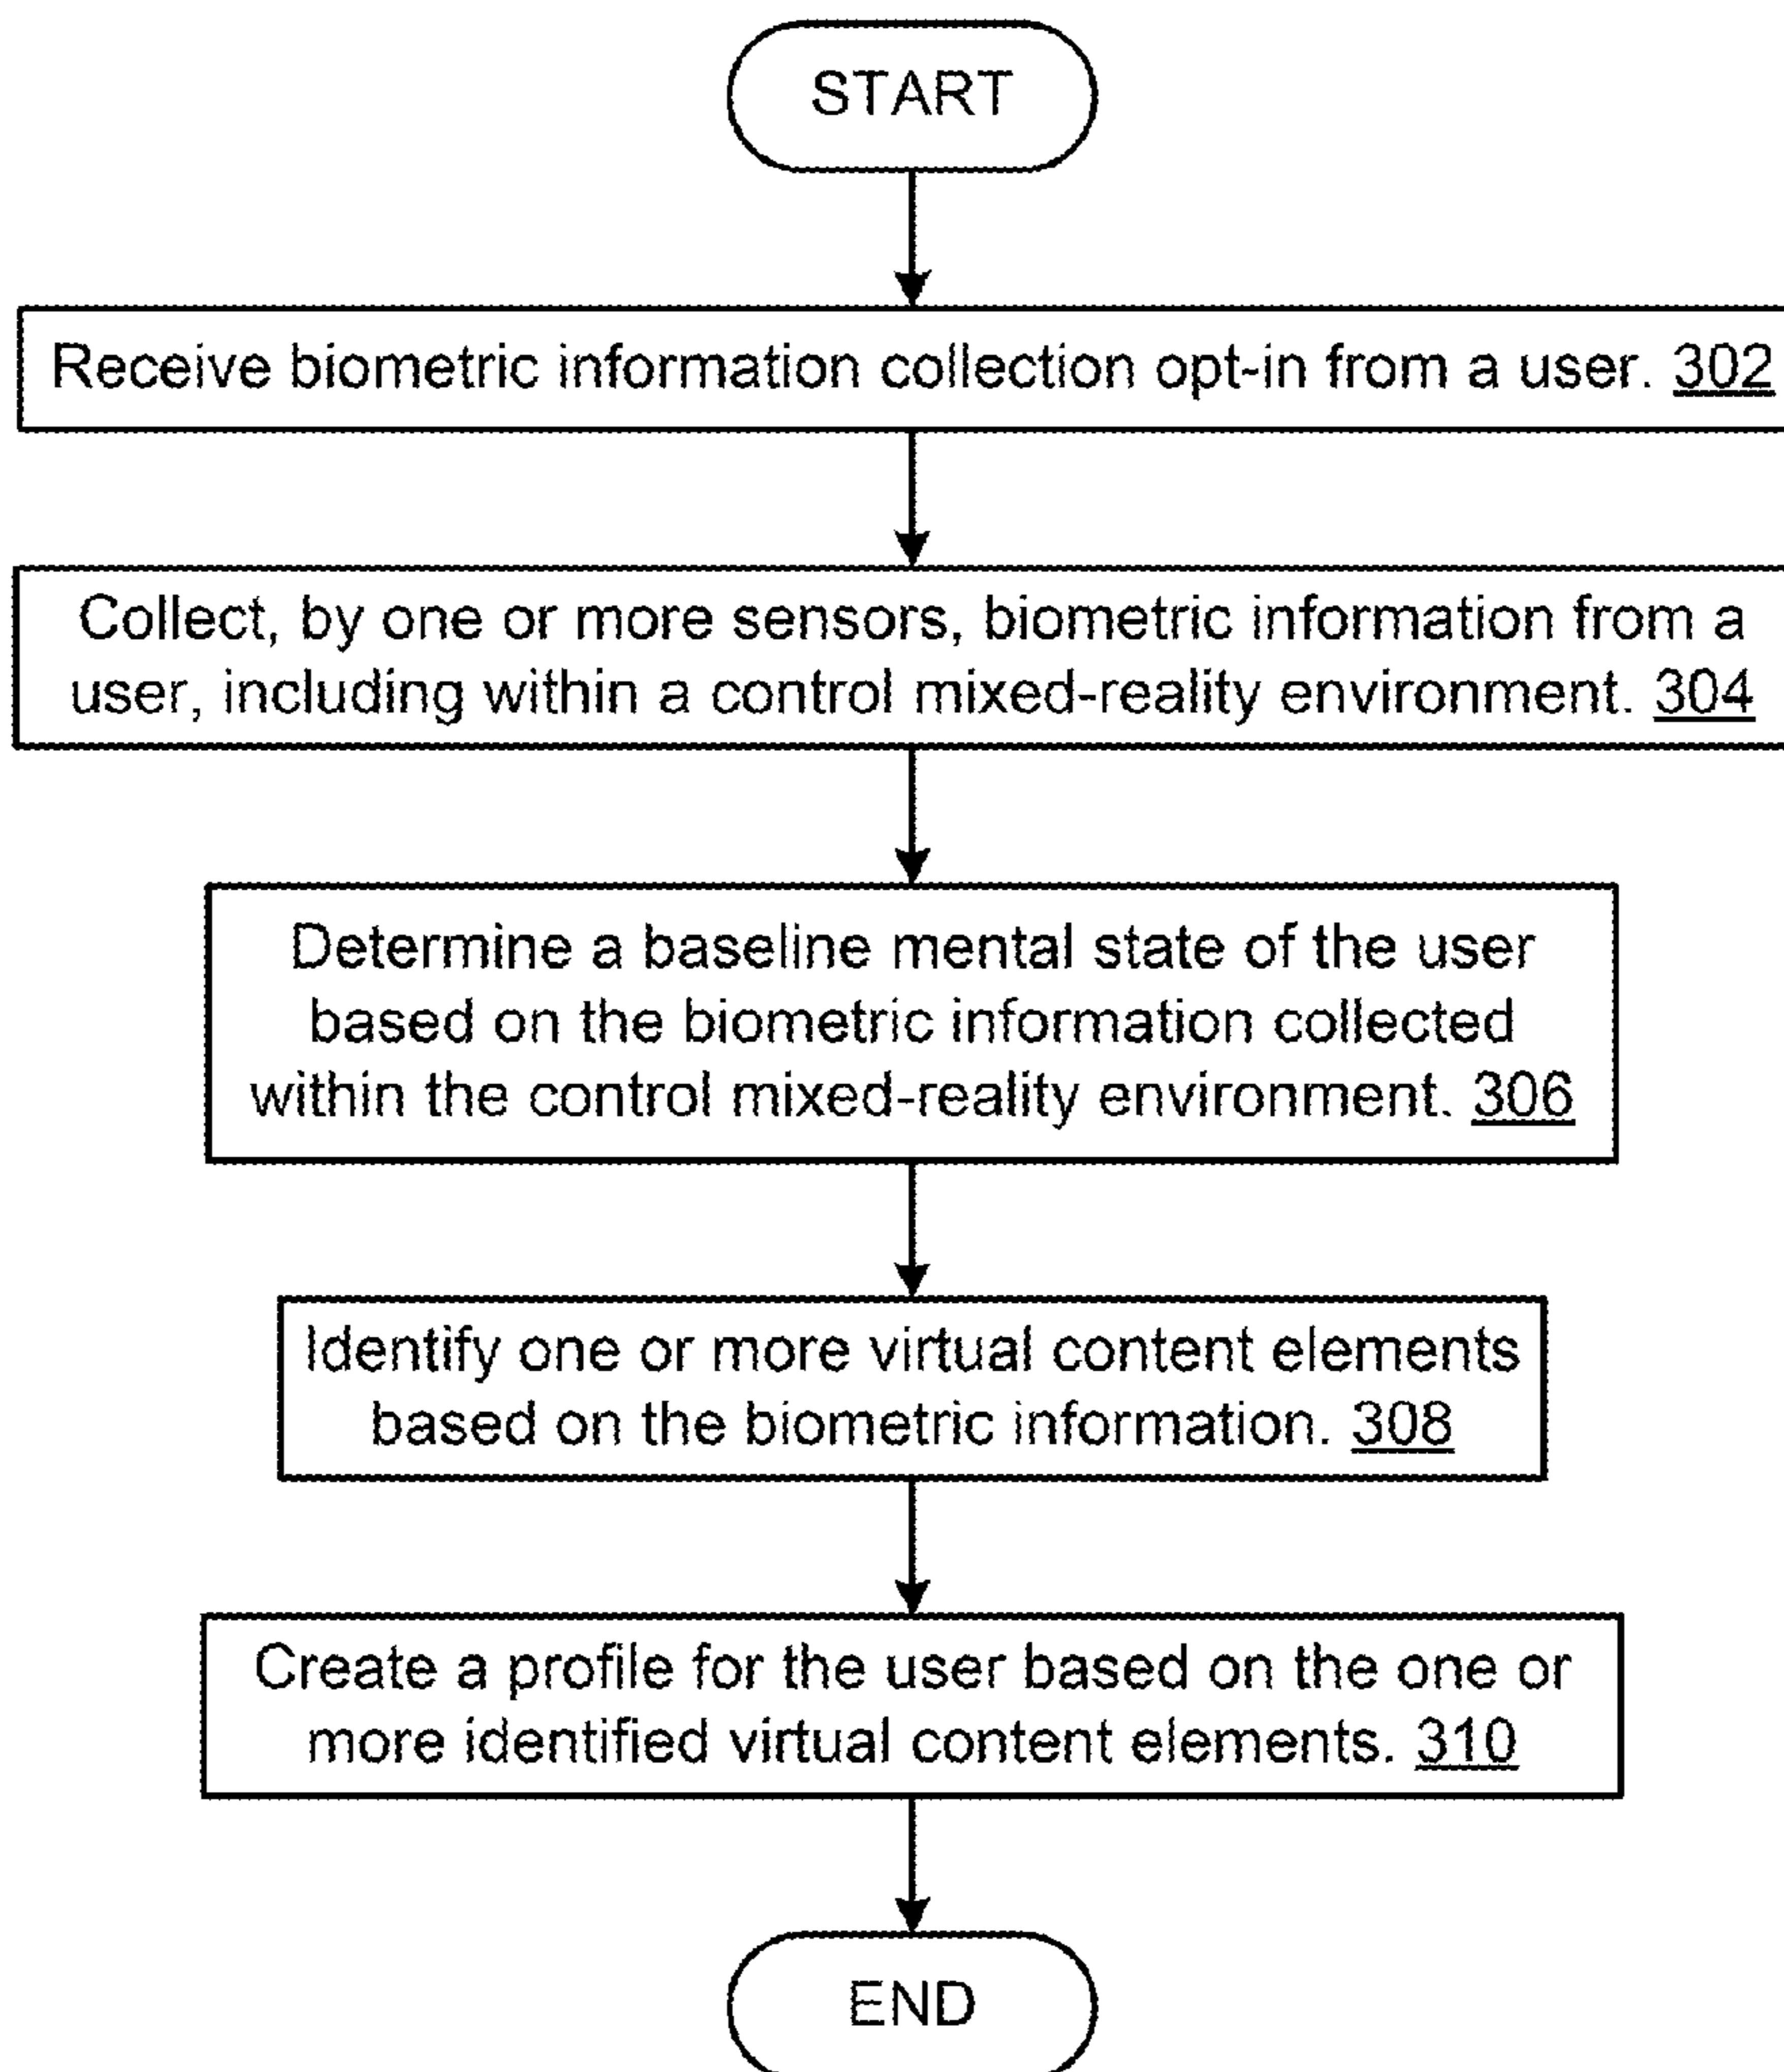 START
Receive biometric information collection opt-in from a user. 302
Collect, by one or more sensors, biometric information from a
user, including within a control mixed-reality environment. 304
Determine a baseline mental state of the user
based on the biometric information collected
within the control mixed-reality environment. 306
Identify one or more virtual content elements
based on the biometric information. 308
Create a profile for the user based on the one or
more identified virtual content elements. 310
END